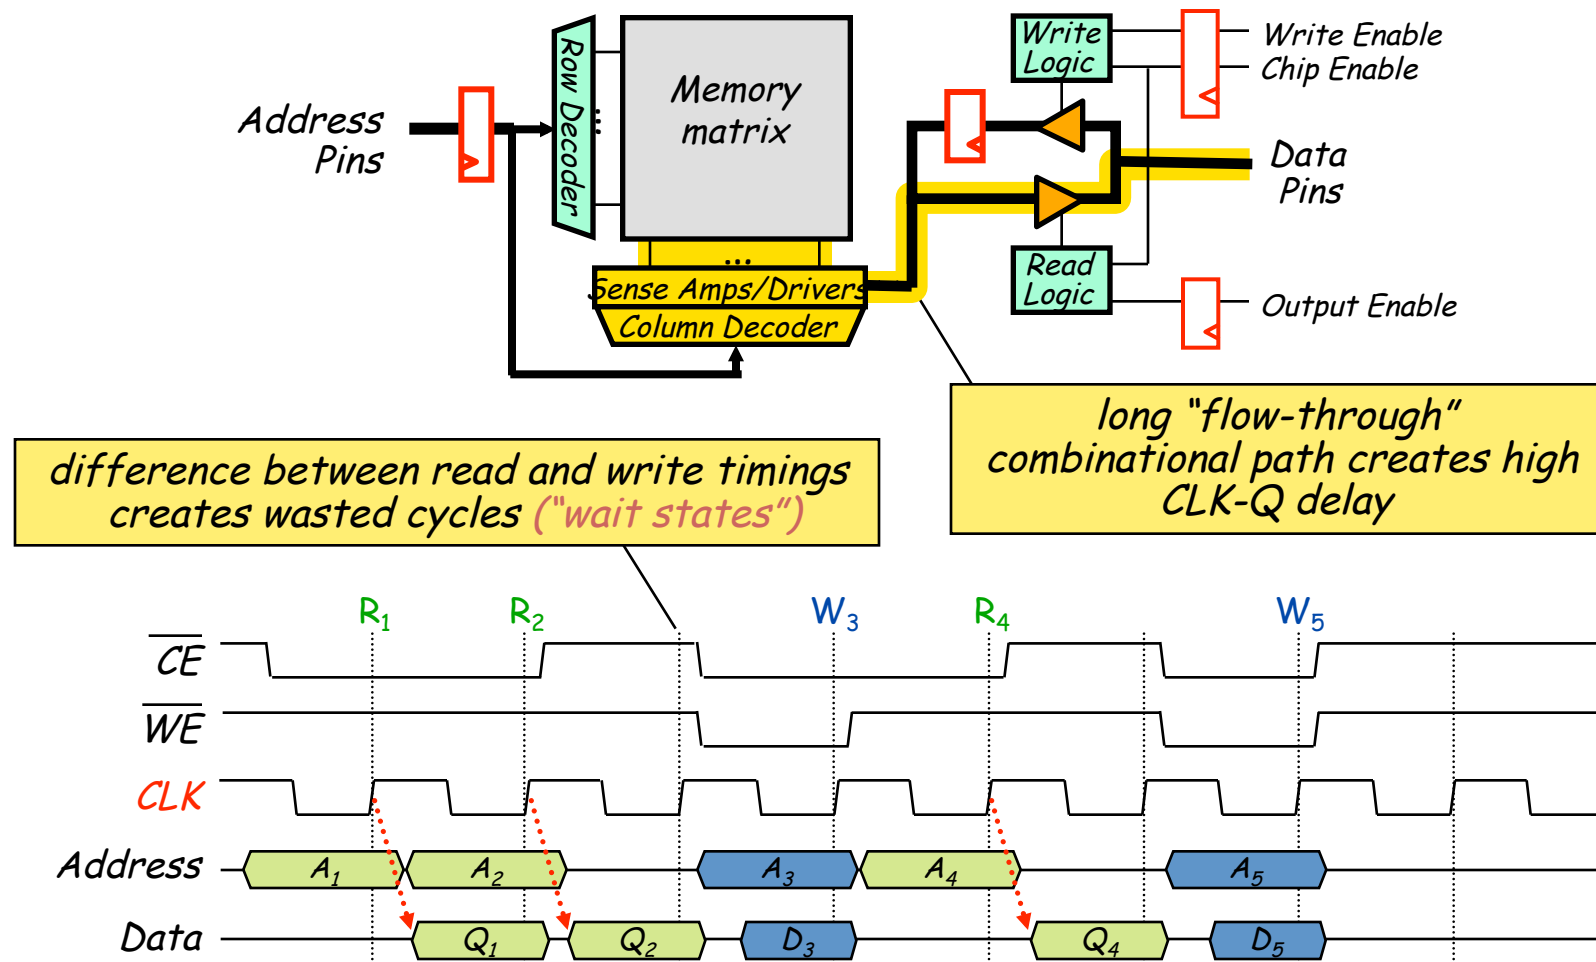 Address
Pins
Row Decoder
...
Memory
matrix
...
Sense Amps/Drivers
Column Decoder
Write
Logic
Read
Logic
Write Enable
Chip Enable
Data
Pins
Output Enable
long “flow-through”
combinational path creates high
CLK-Q delay
difference between read and write timings
creates wasted cycles (“wait states”)
R₁ R₂ W₃ R₄ W₅
C̅E̅
W̅E̅
CLK
Address A₁ A₂ A₃ A₄ A₅
Data Q₁ Q₂ D₃ Q₄ D₅